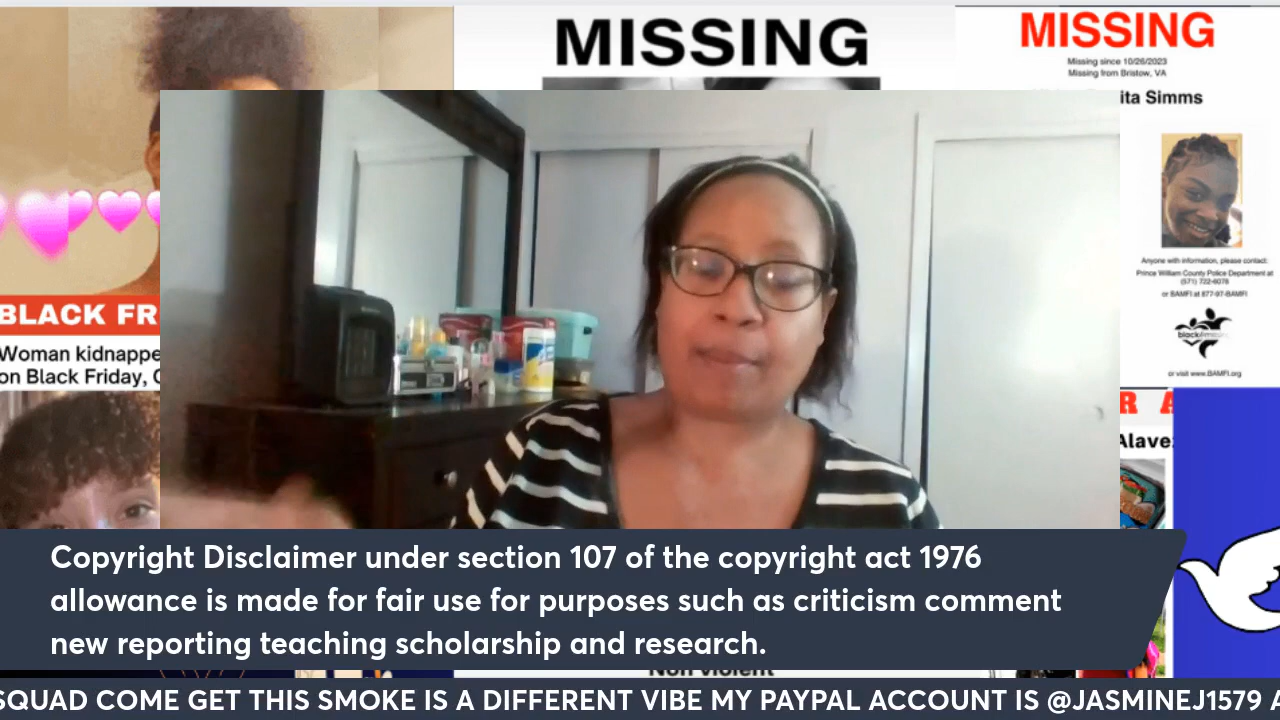 MISSING
MISSING
Missing since 10/26/2023
Missing from Bristow, VA
ita Simms
Anyone with information, please contact:
Prince William County Police Department at
(571) 722-6078
or BAMFI at 877-97-BAMFI
or visit www.BAMFI.org
BLACK FR
Woman kidnappe
on Black Friday,
R A
Alave
Copyright Disclaimer under section 107 of the copyright act 1976
allowance is made for fair use for purposes such as criticism comment
new reporting teaching scholarship and research.
Non violent
SQUAD COME GET THIS SMOKE IS A DIFFERENT VIBE MY PAYPAL ACCOUNT IS @JASMINEJ1579 A